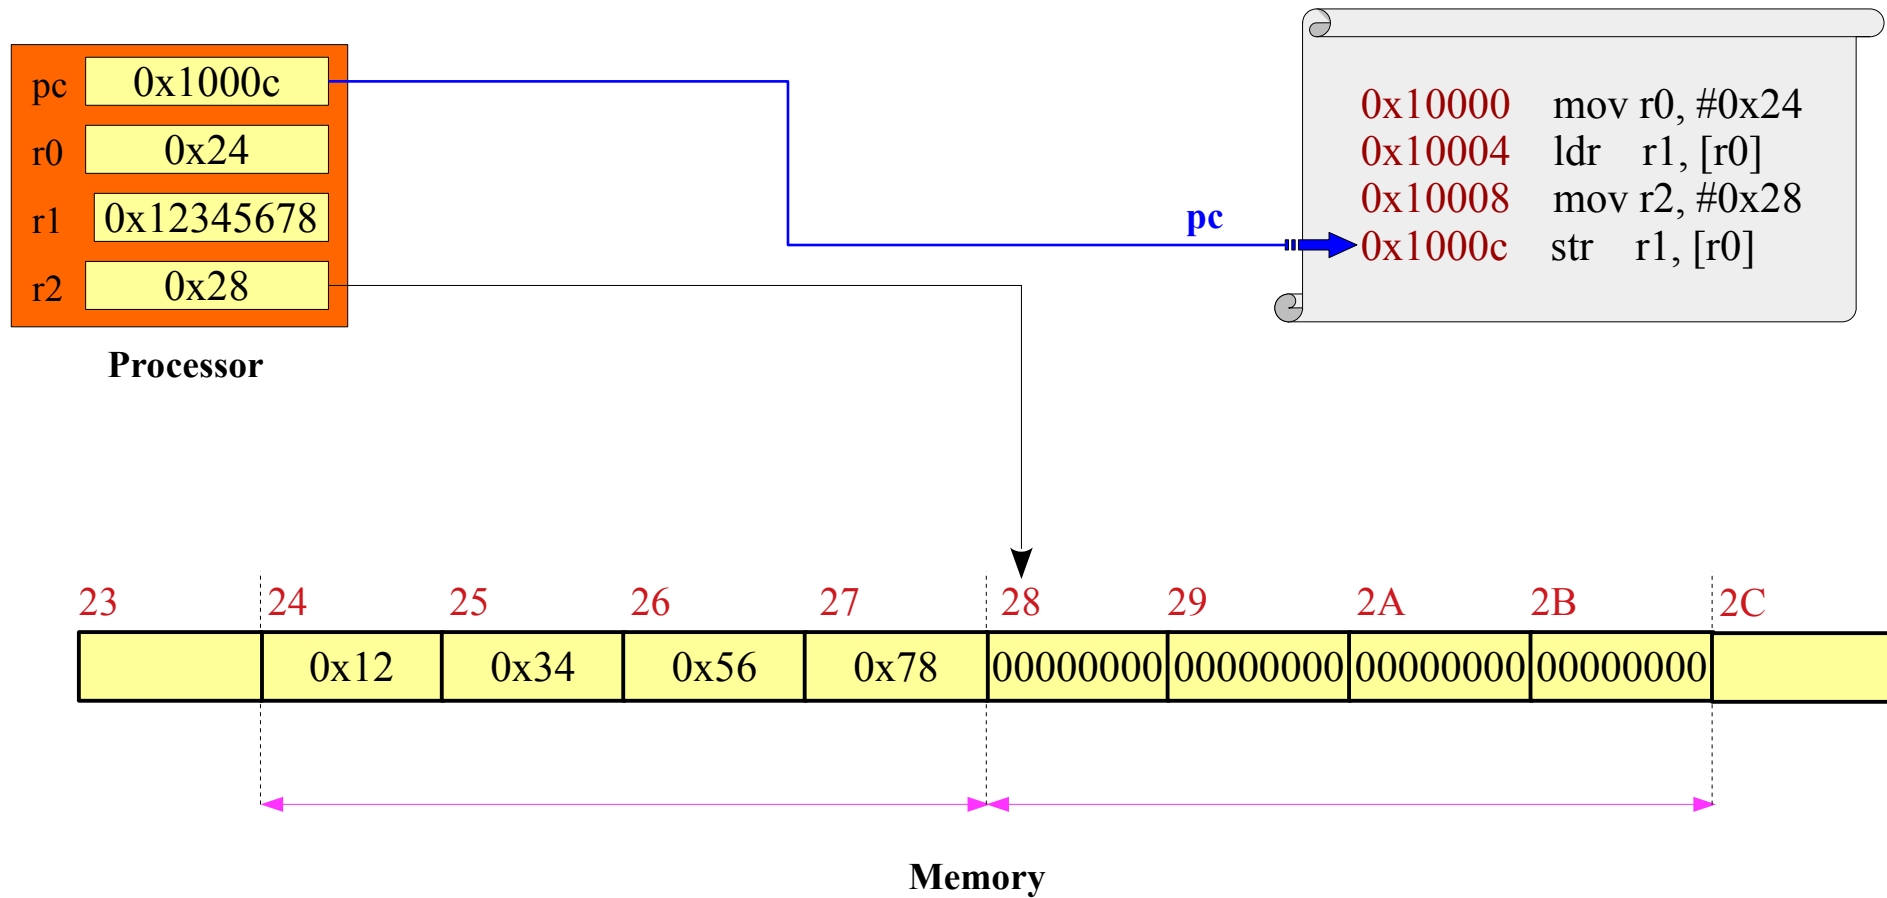 pc 0x1000c
r0 0x24
r1 0x12345678
r2 0x28
Processor
pc
0x10000 mov r0, #0x24
0x10004 ldr r1, [r0]
0x10008 mov r2, #0x28
0x1000c str r1, [r0]
23 24 25 26 27 28 29 2A 2B 2C
0x12 0x34 0x56 0x78 00000000 00000000 00000000 00000000
Memory